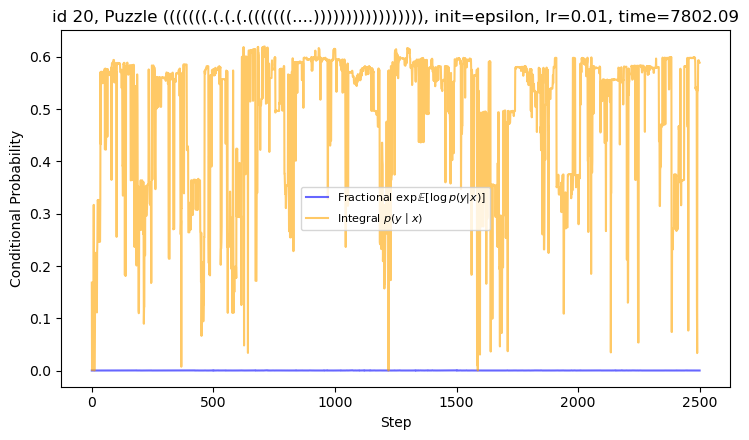 id 20, Puzzle (((((((.(.(.(.(((((((....))))))))))))))))), init=epsilon, lr=0.01, time=7802.09
Conditional Probability
0.6
0.5
0.4
0.3
0.2
0.1
0.0
Fractional exp 𝔼[log p(y|x)]
Integral p(y | x)
0 500 1000 1500 2000 2500
Step